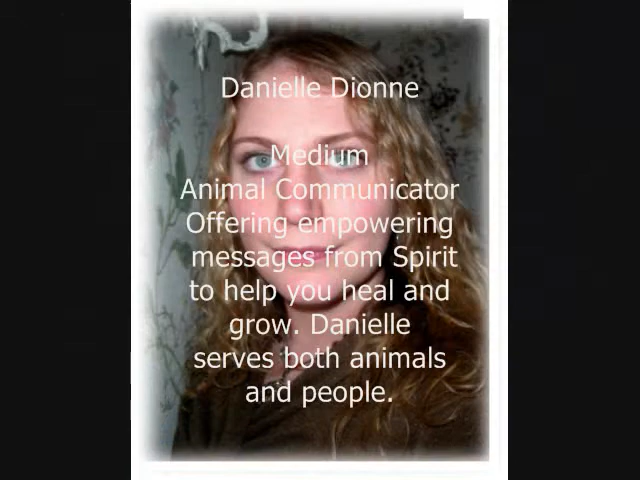 Danielle Dionne
Medium
Animal Communicator
Offering empowering
messages from Spirit
to help you heal and
grow. Danielle
serves both animals
and people.